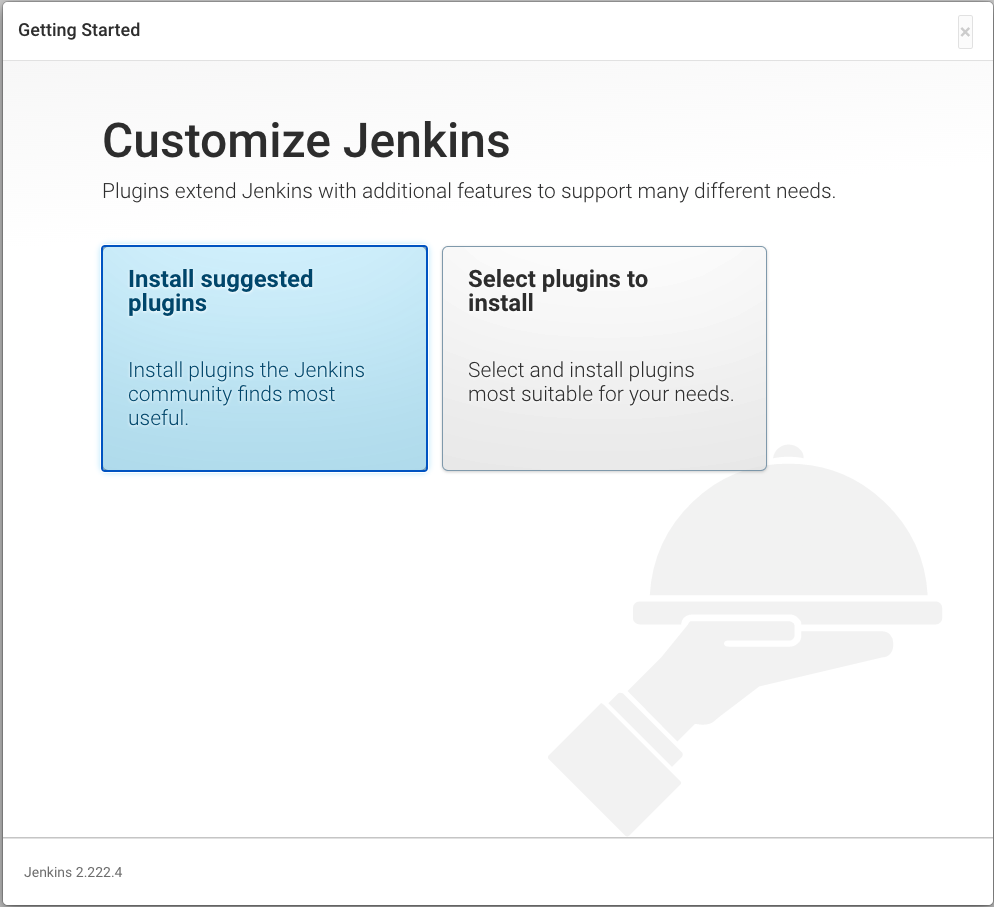 Getting Started
×
Customize Jenkins
Plugins extend Jenkins with additional features to support many different needs.
Install suggested
plugins
Install plugins the Jenkins
community finds most
useful.
Select plugins to
install
Select and install plugins
most suitable for your needs.
Jenkins 2.222.4